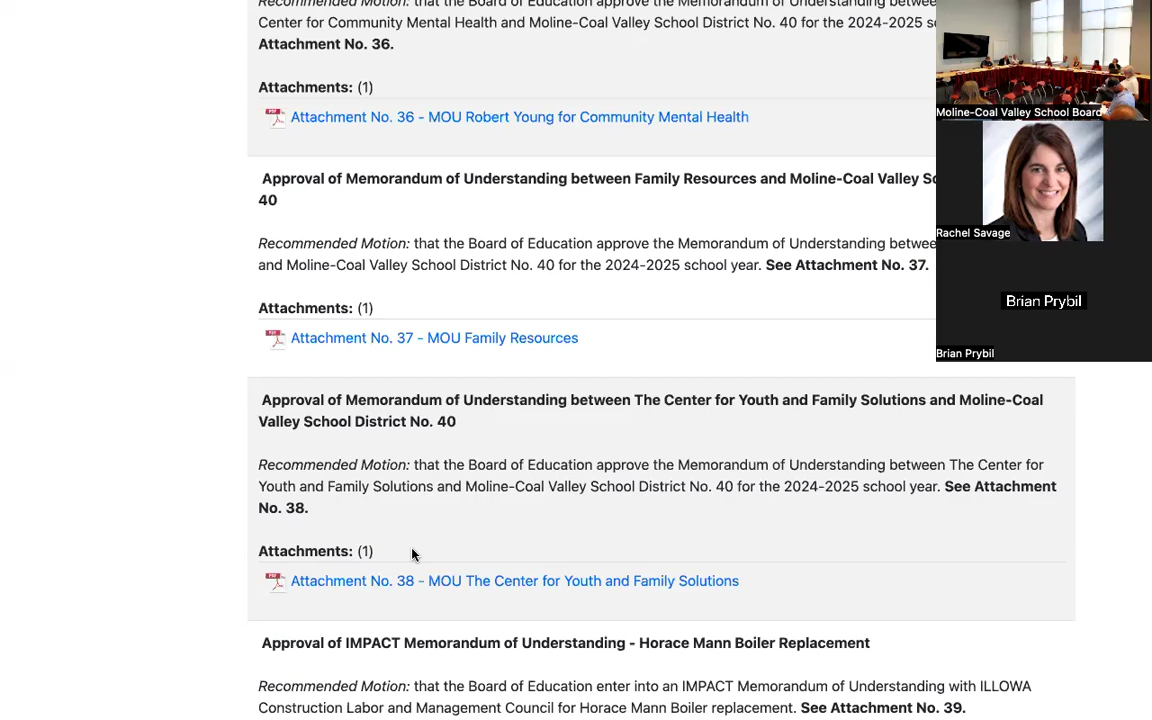 Recommended Motion: that the Board of Education approve the Memorandum of Understanding
Center for Community Mental Health and Moline-Coal Valley School District No. 40 for the 2024-2025
Attachment No. 36.
Attachments: (1)
Attachment No. 36 - MOU Robert Young for Community Mental Health
Approval of Memorandum of Understanding between Family Resources and Moline-Coal Valley
40
Recommended Motion: that the Board of Education approve the Memorandum of Understanding
and Moline-Coal Valley School District No. 40 for the 2024-2025 school year. See Attachment No. 37.
Attachments: (1)
Attachment No. 37 - MOU Family Resources
Approval of Memorandum of Understanding between The Center for Youth and Family Solutions and Moline-Coal
Valley School District No. 40
Recommended Motion: that the Board of Education approve the Memorandum of Understanding between The Center for
Youth and Family Solutions and Moline-Coal Valley School District No. 40 for the 2024-2025 school year. See Attachment
No. 38.
Attachments: (1)
Attachment No. 38 - MOU The Center for Youth and Family Solutions
Approval of IMPACT Memorandum of Understanding - Horace Mann Boiler Replacement
Recommended Motion: that the Board of Education enter into an IMPACT Memorandum of Understanding with ILLOWA
Construction Labor and Management Council for Horace Mann Boiler replacement. See Attachment No. 39.
Moline-Coal Valley School Board
Rachel Savage
Brian Prybil
Brian Prybil